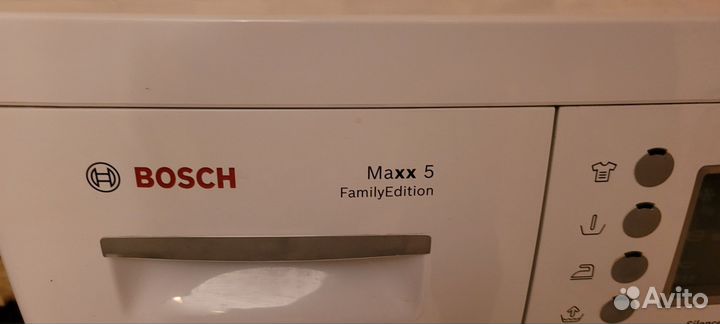 BOSCH
Maxx 5
FamilyEdition
Avito